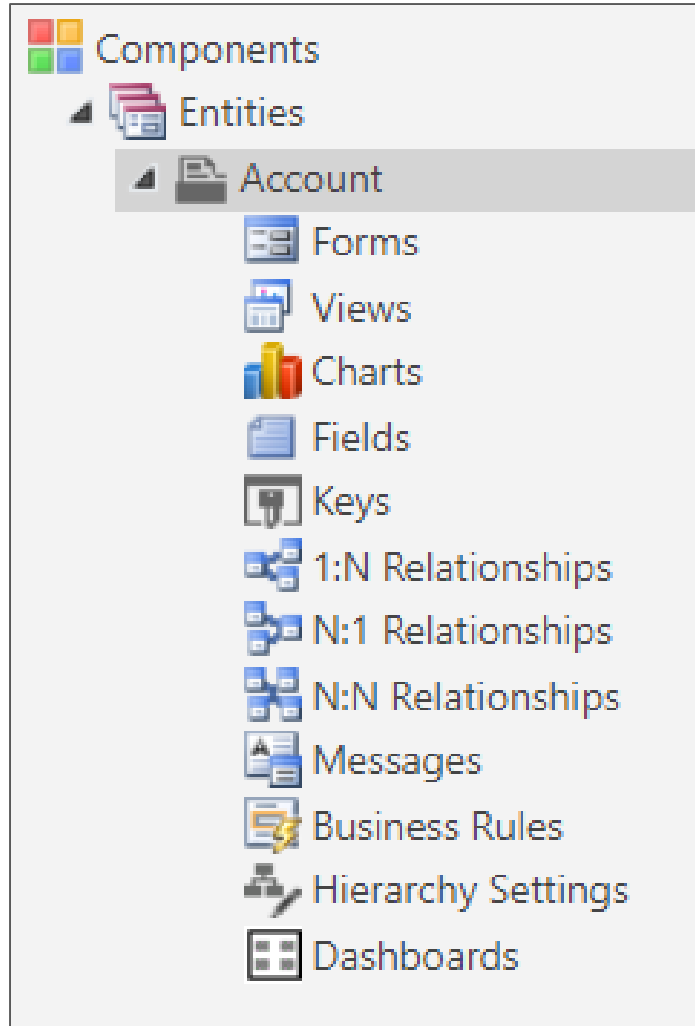 Components
Entities
Account
Forms
Views
Charts
Fields
Keys
1:N Relationships
N:1 Relationships
N:N Relationships
Messages
Business Rules
Hierarchy Settings
Dashboards